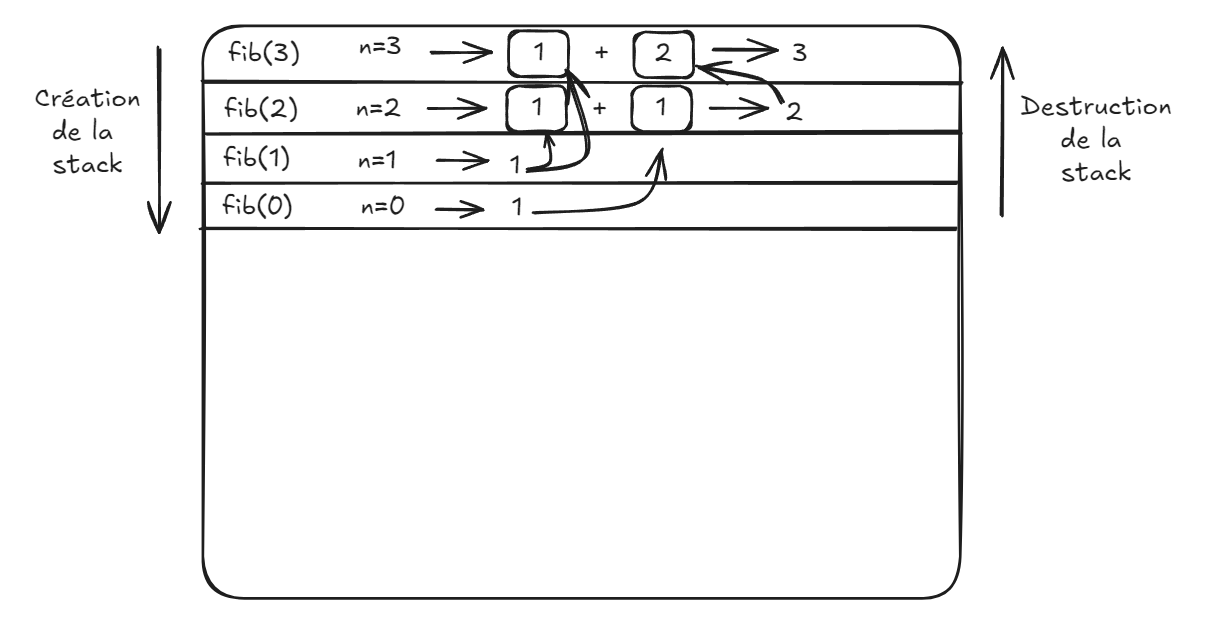 fib(3) n=3 1 + 2 3
Création
de la
stack
fib(2) n=2 1 + 1 2
Destruction
de la
stack
fib(1) n=1 1
fib(0) n=0 1